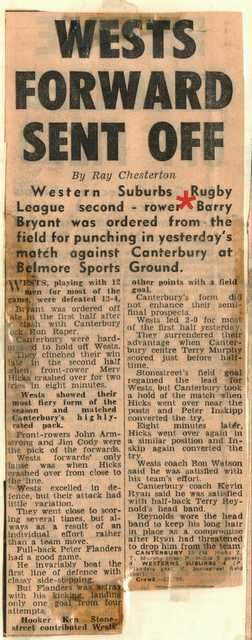 WESTS
FORWARD
SENT OFF
By Ray Chesterton
Western Suburbs Rugby
League second - rower Barry
Bryant was ordered from the
field for punching in yesterday's
match against Canterbury at
Belmore Sports Ground.
WESTS, playing with 12
men for most of the
game, were defeated 13-4.
Bryant was ordered off
in the first half after
clash with Canterbury
Ron Raper.
Canterbury were hard-
to hold off Wests.
They clinched their win
in the second half
when front-rower Merv
Hicks crashed over for two
tries in eight minutes.
Wests showed their
most fiery form of the
season and matched
Canterbury's highly-
rated pack.
Front-rowers John Arm-
strong and Jim Cody were
the pick of the forwards.
Wests forwards' only
lapse was when Hicks
crashed over from close to
the line.
Wests excelled in de-
fence, but their attack had
little variation.
They went close to scor-
ing several times, but al-
ways as a result of an
individual effort rather
than a team move.
Full-back Peter Flanders
had a good game.
He invariably beat the
first line of defence with
classy side-stepping.
But Flanders was
with his kicking, landing
only one goal from four
attempts.
Hooker Ken Stone-
street contributed Wests'
other points with a field
goal.
Canterbury's form did
not enhance their semi-
final prospects.
Wests led 2-0 for most
of the first half yesterday.
They surrendered their
advantage when Canter-
bury centre Terry Murphy
scored just before half-
time.
Stonestreet's field goal
regained the lead for
Wests, but Canterbury took
a hold of the match when
Hicks went over near the
posts and Peter Inskip
converted the try.
Eight minutes later,
Hicks went over again in
a similar position and In-
skip again converted the
try.
Wests coach Ron Watson
said he was satisfied with
his team's effort.
Canterbury coach Kevin
Ryan said he was satisfied
with half-back Terry Rey-
nold's head band.
Reynolds wore the head
band to keep his long hair
in place as a compromise
after Ryan had threatened
to drop him from the team.
CANTERBURY
WESTERN SUBURBS 4